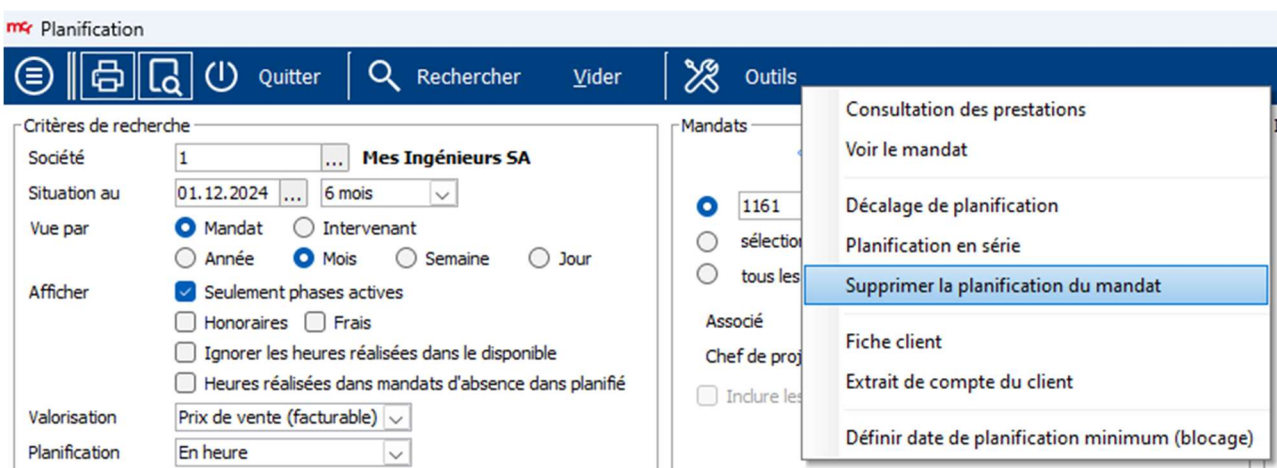 mcr Planification
Quitter Rechercher Vider Outils
Critères de recherche
Société 1 ... Mes Ingénieurs SA
Situation au 01.12.2024 ... 6 mois
Vue par Mandat Intervenant
Année Mois Semaine Jour
Afficher Seulement phases actives
Honoraires Frais
Ignorer les heures réalisées dans le disponible
Heures réalisées dans mandats d'absence dans planifié
Valorisation Prix de vente (facturable)
Planification En heure
Mandats
1161
tous les
Associé
Chef de
Inclure
Consultation des prestations
Voir le mandat
Décalage de planification
Planification en série
Supprimer la planification du mandat
Fiche client
Extrait de compte du client
Définir date de planification minimum (blocage)